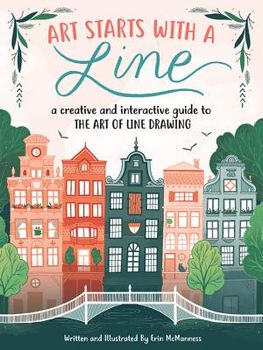 ART STARTS WITH A
Line
a creative and interactive guide to
THE ART OF LINE DRAWING
Written and Illustrated By Erin McManness